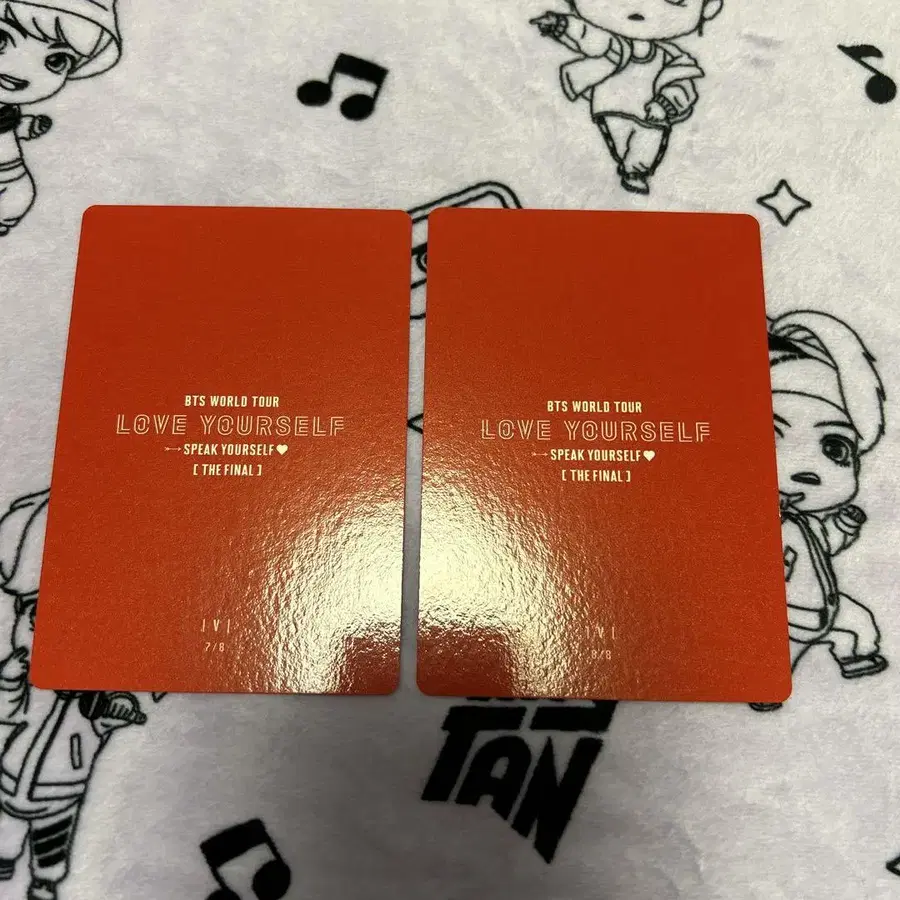 BTS WORLD TOUR
LOVE YOURSELF
SPEAK YOURSELF
[ THE FINAL ]
| V |
7/8
BTS WORLD TOUR
LOVE YOURSELF
SPEAK YOURSELF
[ THE FINAL ]
| V |
8/8
TAN